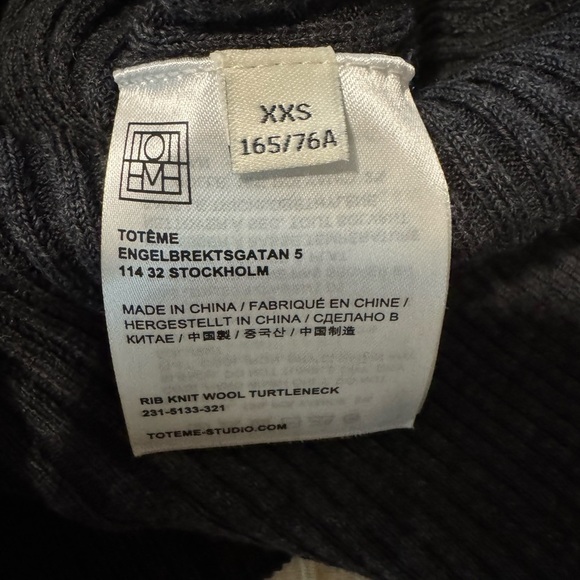 XXS
165/76A
TOT
EME
TOTÊME
ENGELBREKTSGATAN 5
114 32 STOCKHOLM
MADE IN CHINA / FABRIQUÉ EN CHINE /
HERGESTELLT IN CHINA / СДЕЛАНО В
КИТАЕ / 中国製 / 중국산 / 中国制造
RIB KNIT WOOL TURTLENECK
231-5133-321
TOTEME-STUDIO.COM